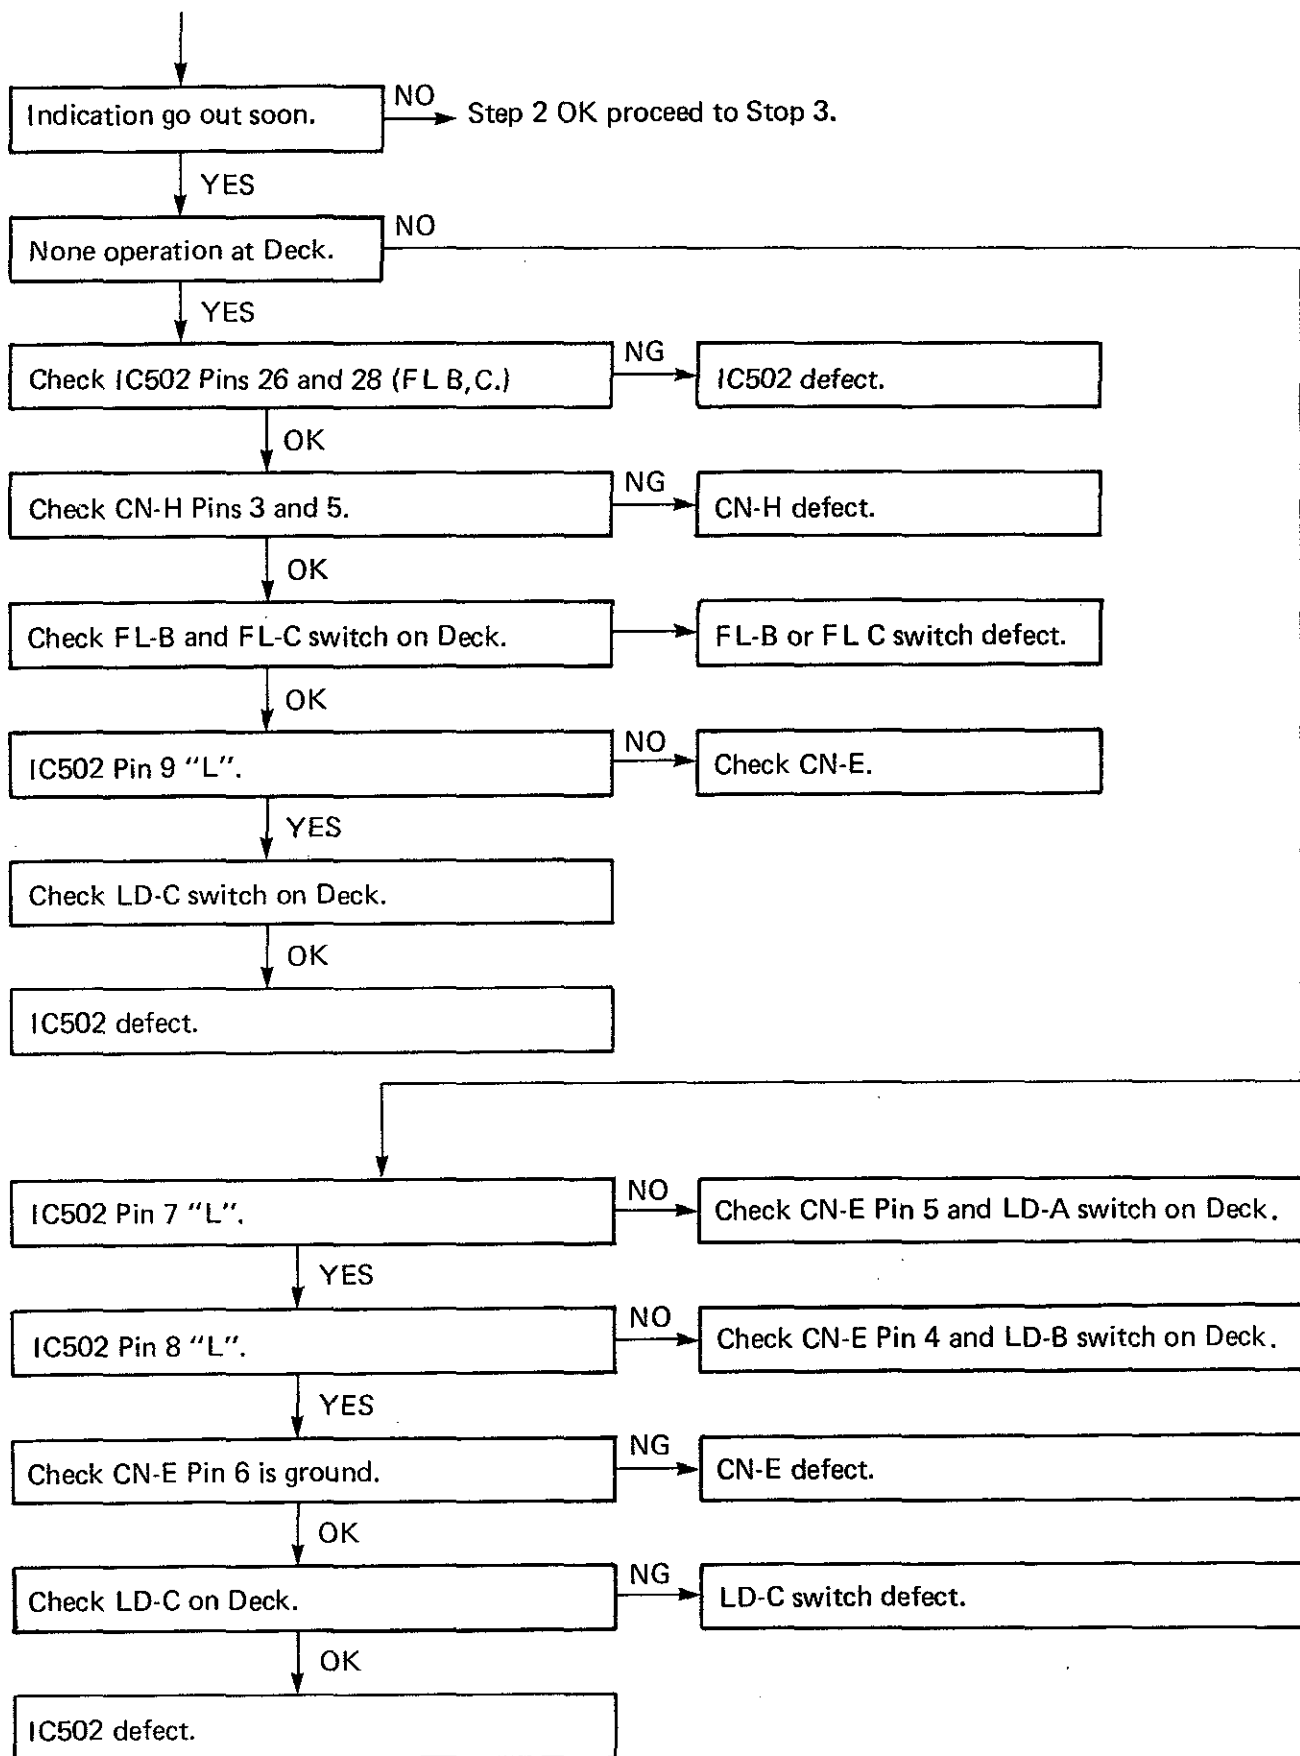 Indication go out soon.
NO
Step 2 OK proceed to Stop 3.
YES
None operation at Deck.
NO
YES
Check IC502 Pins 26 and 28 (FL B, C.)
NG
IC502 defect.
OK
Check CN-H Pins 3 and 5.
NG
CN-H defect.
OK
Check FL-B and FL-C switch on Deck.
FL-B or FL C switch defect.
OK
IC502 Pin 9 "L".
NO
Check CN-E.
YES
Check LD-C switch on Deck.
OK
IC502 defect.
IC502 Pin 7 "L".
NO
Check CN-E Pin 5 and LD-A switch on Deck.
YES
IC502 Pin 8 "L".
NO
Check CN-E Pin 4 and LD-B switch on Deck.
YES
Check CN-E Pin 6 is ground.
NG
CN-E defect.
OK
Check LD-C on Deck.
NG
LD-C switch defect.
OK
IC502 defect.